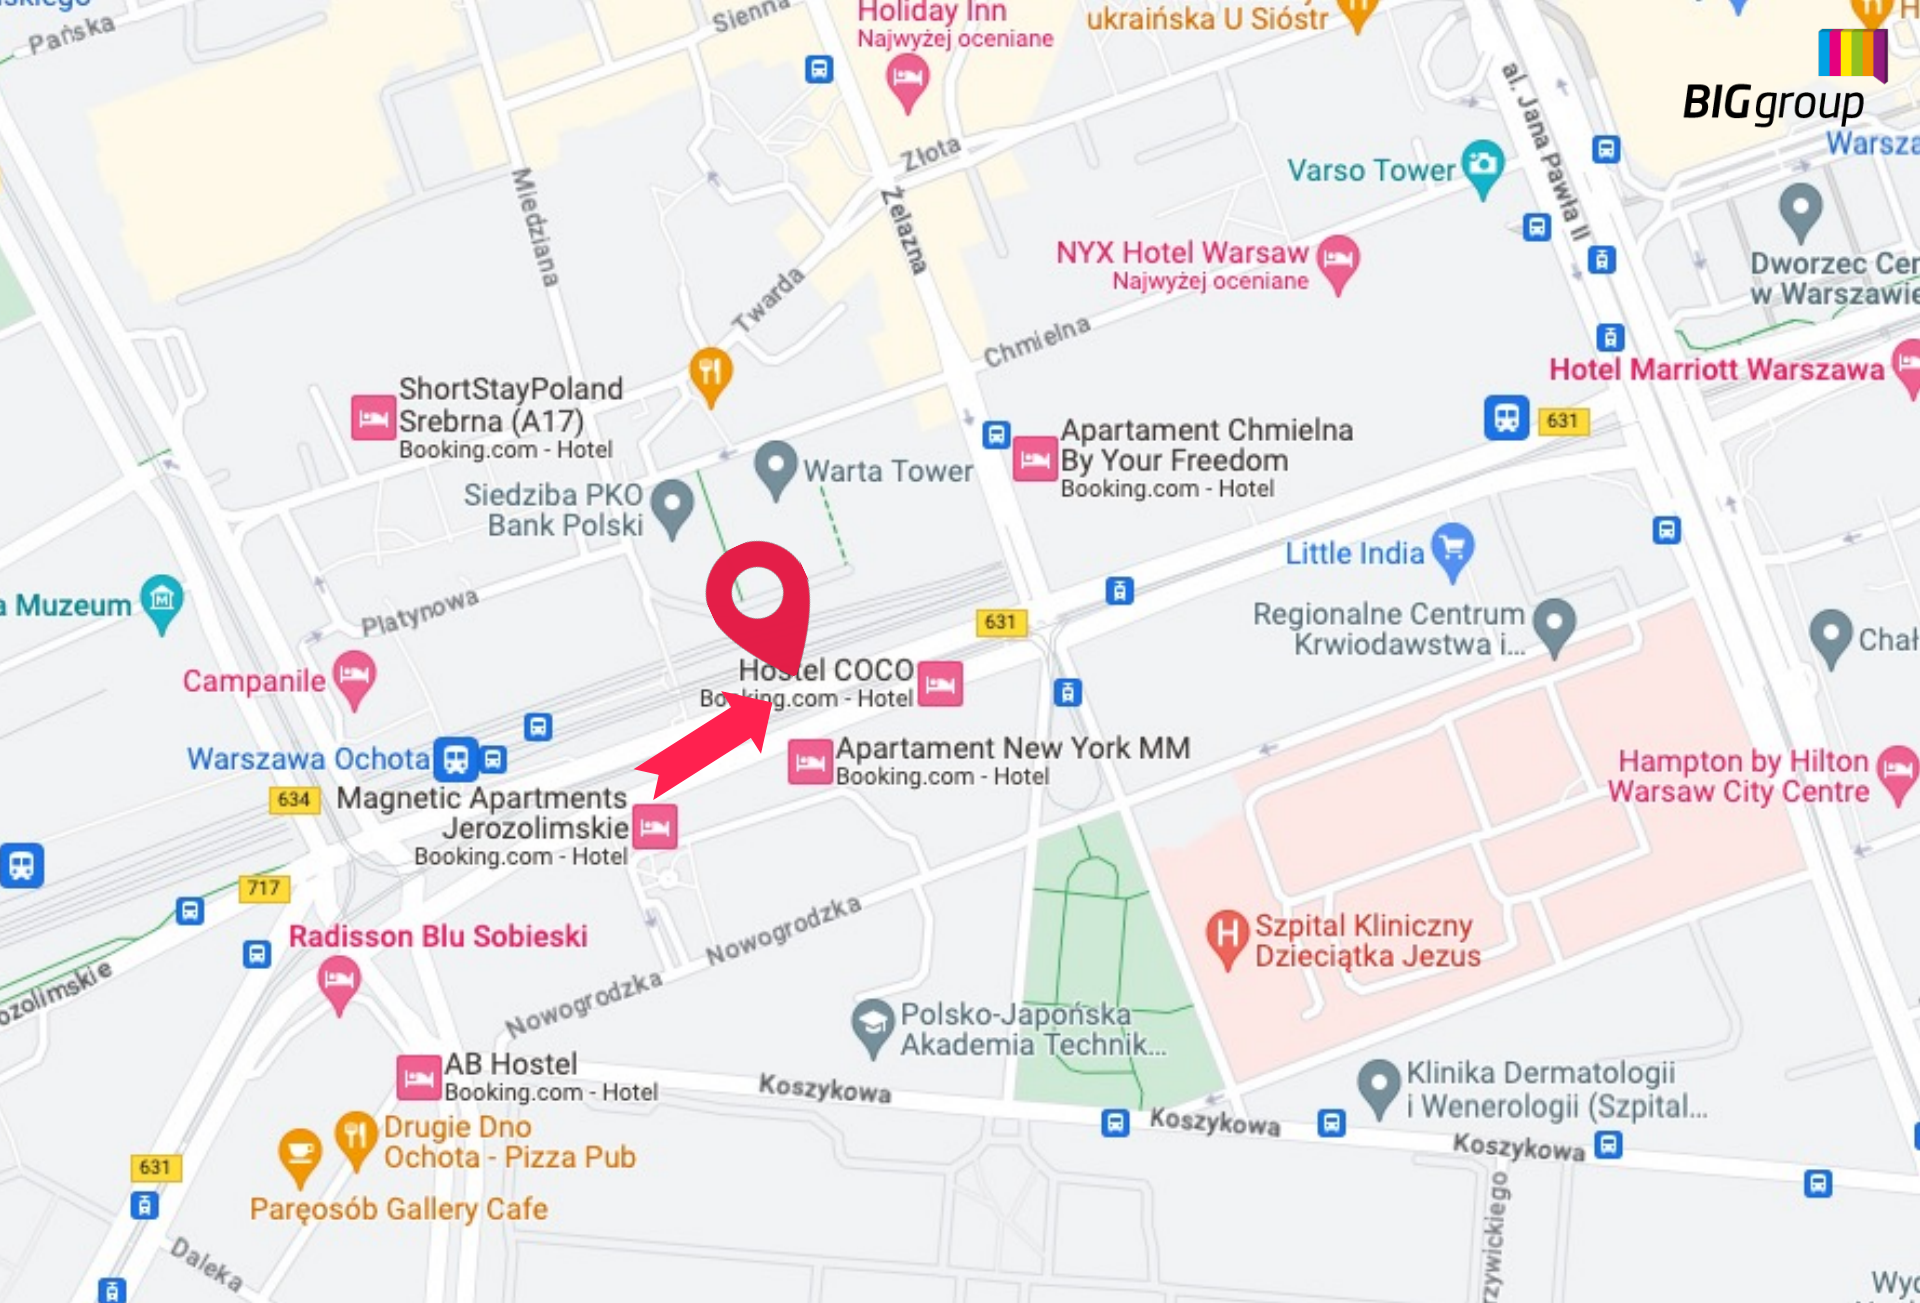 Pańska
Sienna
Holiday Inn
Najwyżej oceniane
ukraińska U Sióstr
al. Jana Pawła II
BIGgroup
Warsza
Miedziana
Złota
Żelazna
Varso Tower
NYX Hotel Warsaw
Najwyżej oceniane
Dworzec Cen
w Warszawie
Twarda
Chmielna
Hotel Marriott Warszawa
ShortStayPoland
Srebrna (A17)
Booking.com - Hotel
631
Apartament Chmielna
By Your Freedom
Booking.com - Hotel
Warta Tower
Siedziba PKO
Bank Polski
Little India
a Muzeum
Platynowa
631
Regionalne Centrum
Krwiodawstwa i...
Chał
Campanile
Hostel COCO
Booking.com - Hotel
Warszawa Ochota
Apartament New York MM
Booking.com - Hotel
Hampton by Hilton
Warsaw City Centre
634
Magnetic Apartments
Jerozolimskie
Booking.com - Hotel
717
Radisson Blu Sobieski
Nowogrodzka
Szpital Kliniczny
Dzieciątka Jezus
ozolimskie
Nowogrodzka
Polsko-Japońska
Akademia Technik...
AB Hostel
Booking.com - Hotel
Koszykowa
Klinika Dermatologii
i Wenerologii (Szpital...
Koszykowa
Koszykowa
Drugie Dno
Ochota - Pizza Pub
631
Paręosób Gallery Cafe
Daleka
rzywickiego
Wyd